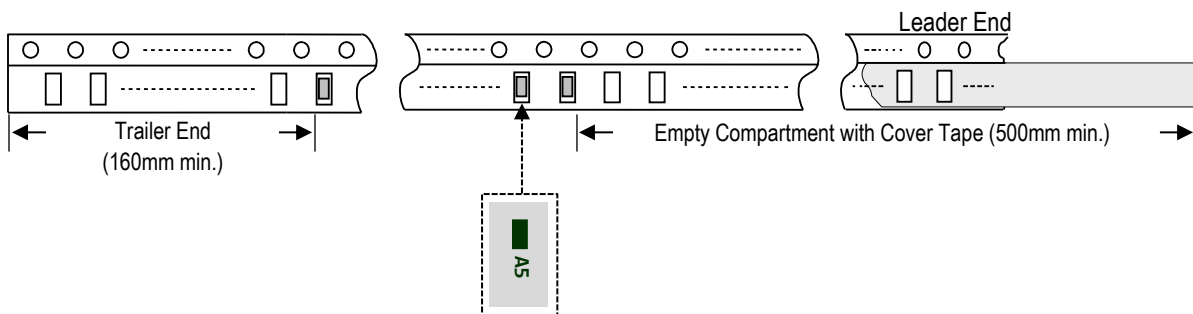 Leader End
Trailer End
(160mm min.)
Empty Compartment with Cover Tape (500mm min.)
A5